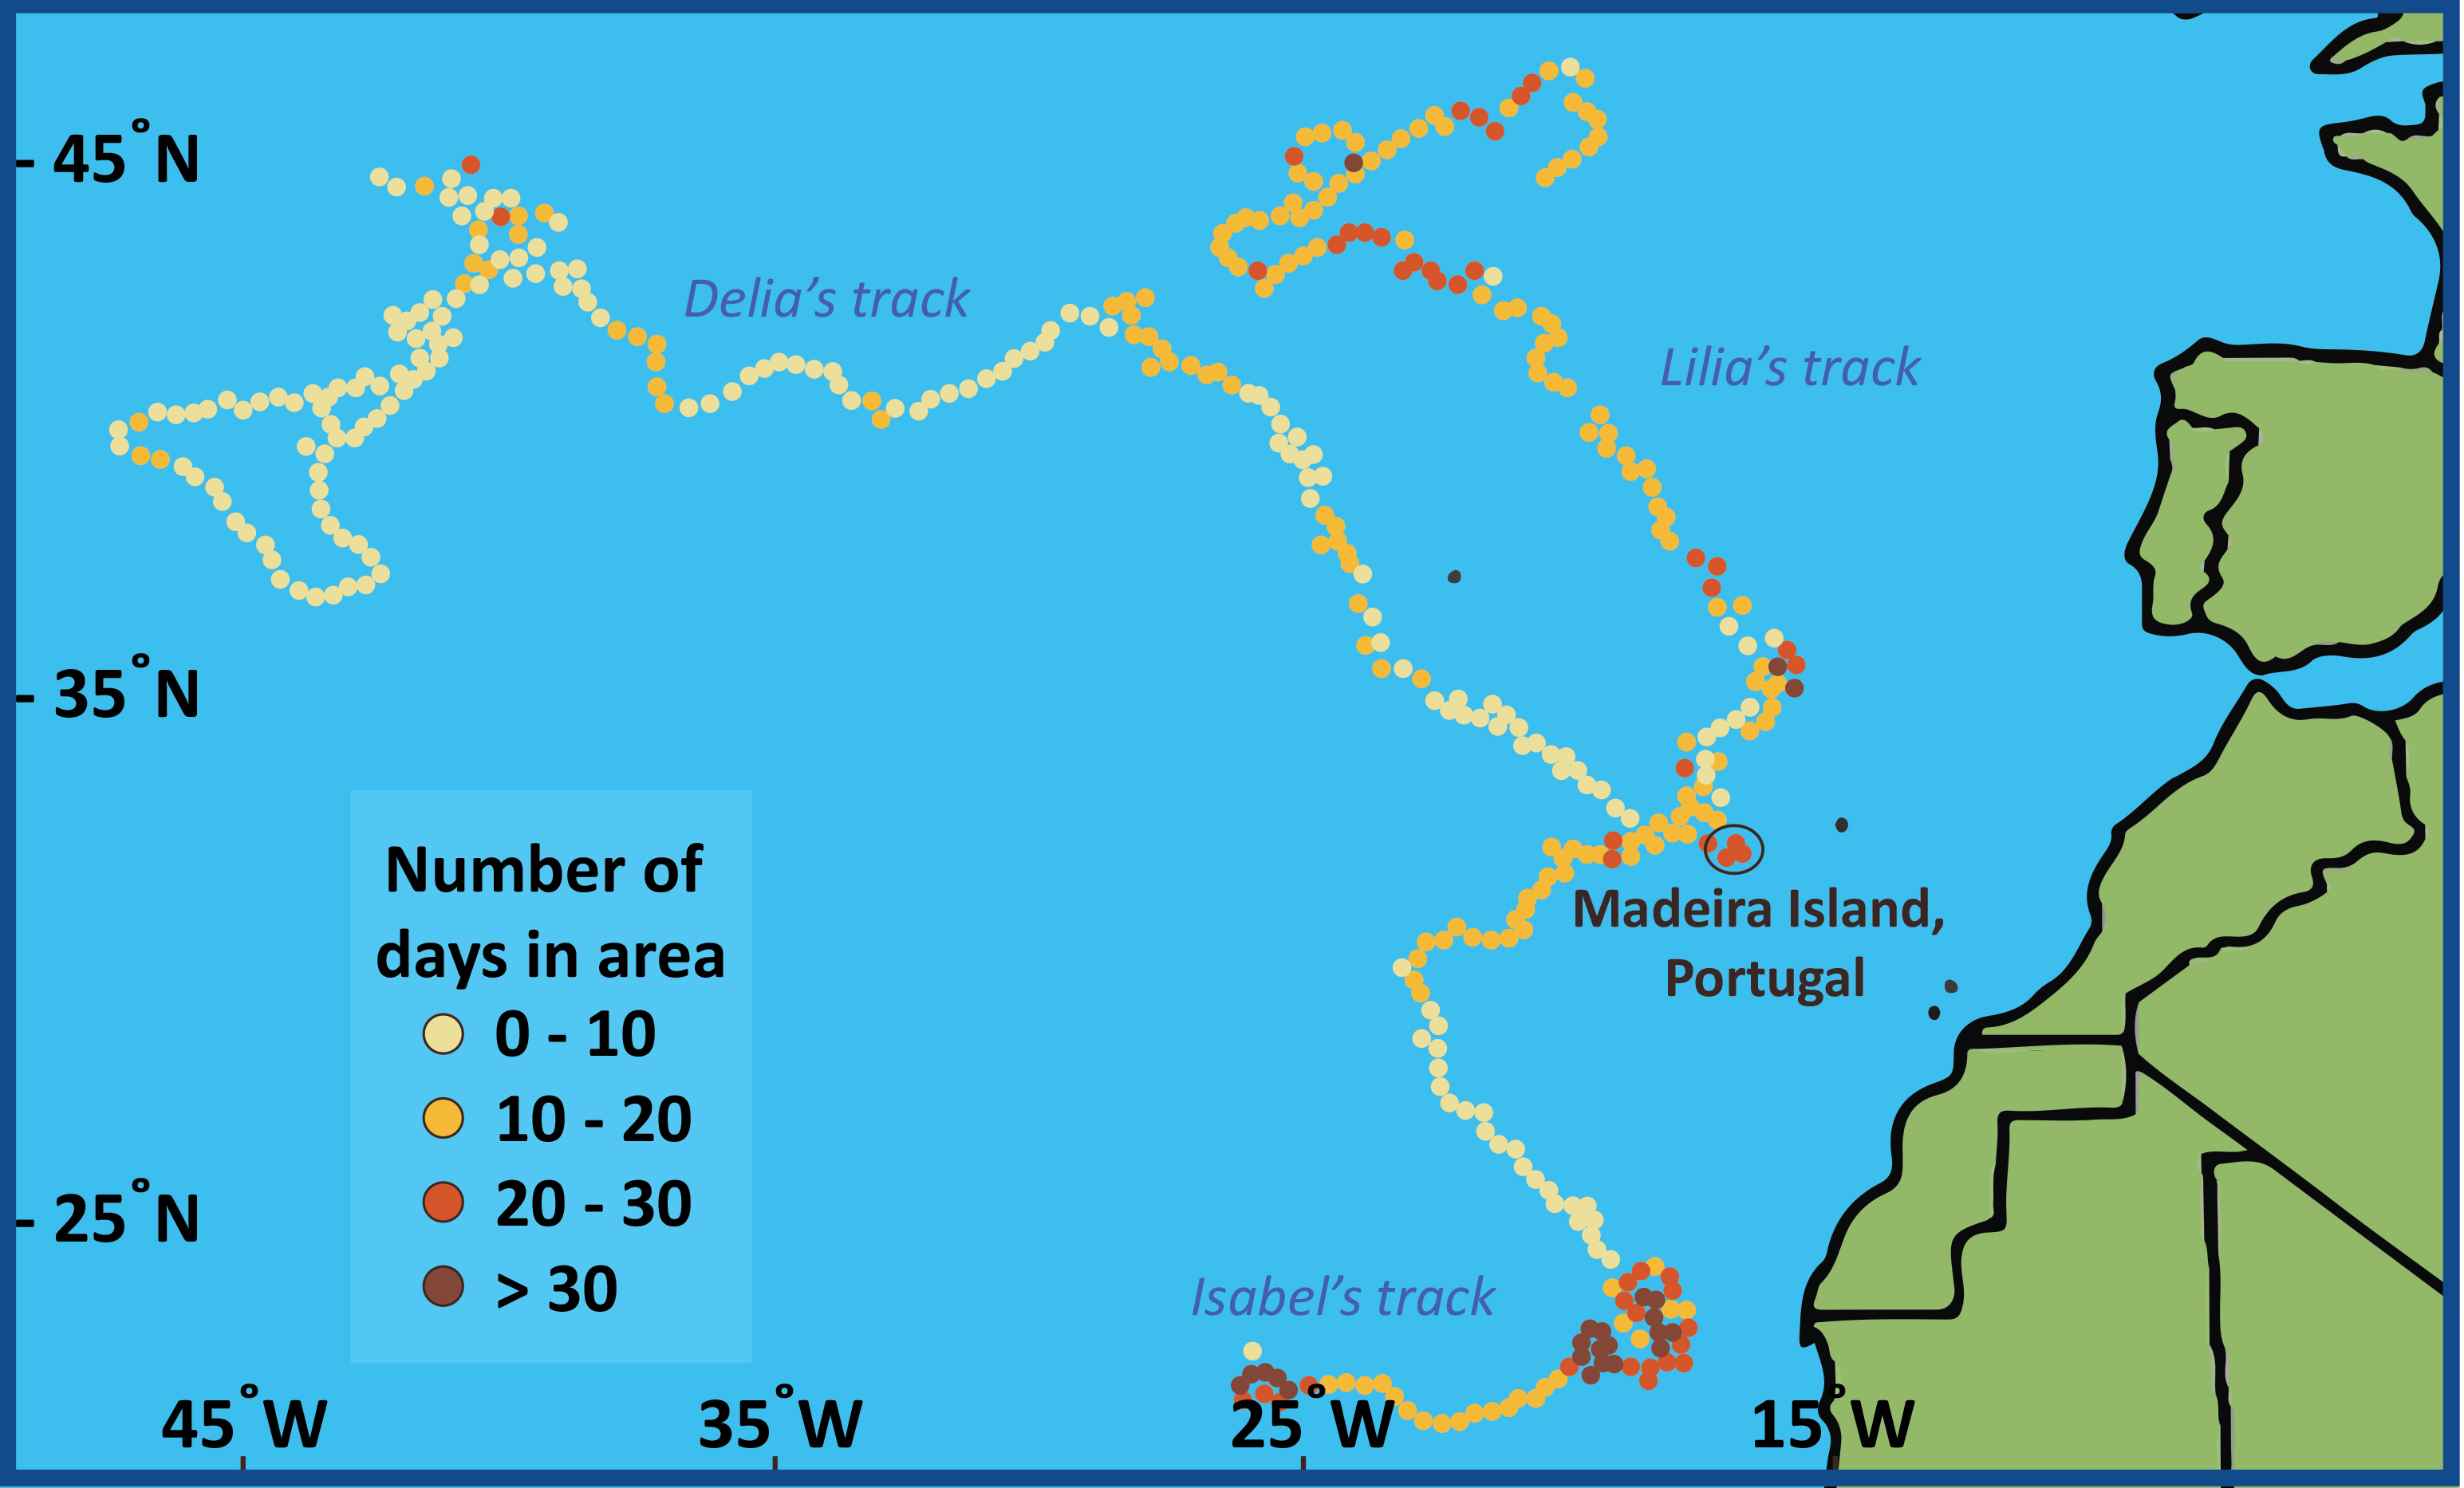 - 45°N
Delia's track
Lilia's track
- 35°N
Number of
days in area
0 - 10
10 - 20
20 - 30
> 30
Madeira Island,
Portugal
- 25°N
Isabel's track
45°W
35°W
25°W
15°W